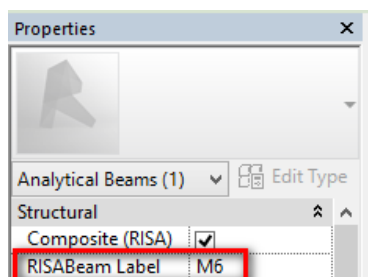 Properties
Analytical Beams (1) Edit Type
Structural
Composite (RISA)
RISABeam Label M6